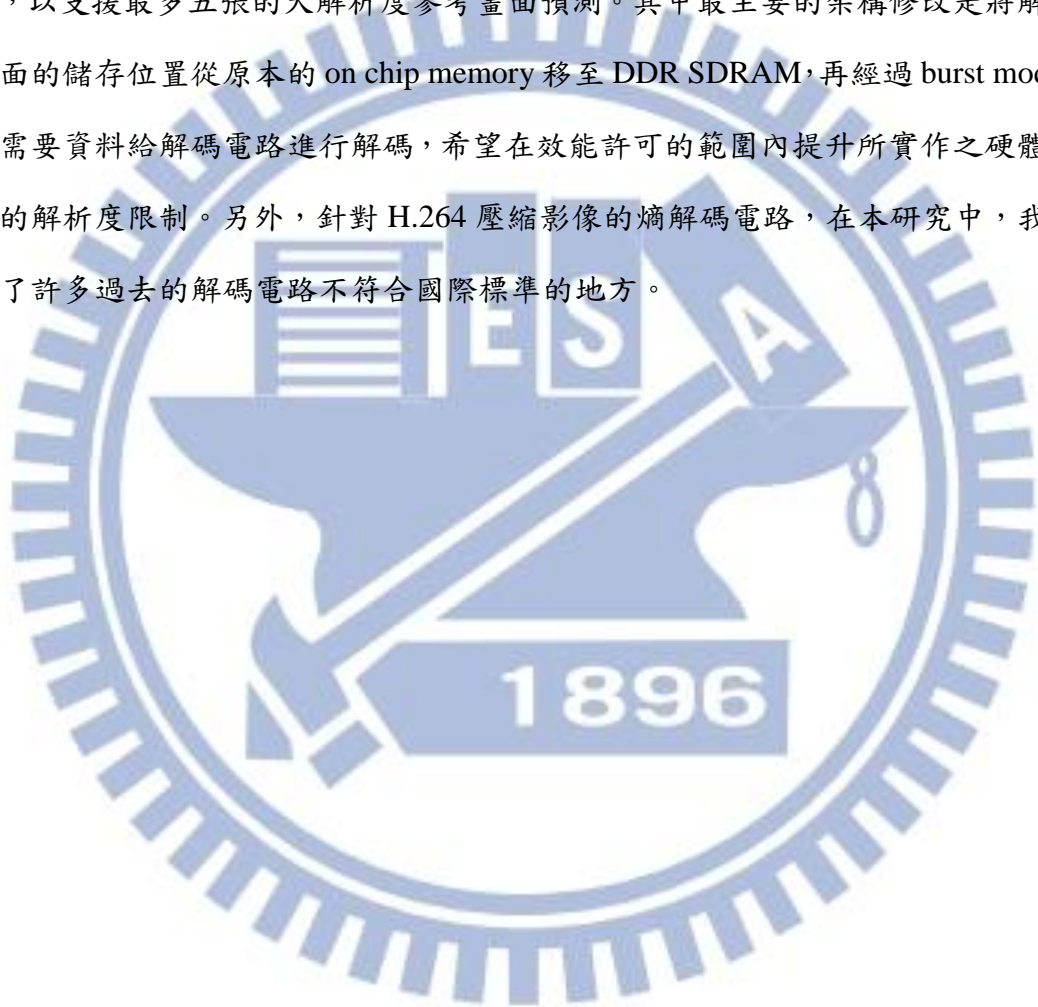 ，以支援最多五張的大解析度參考畫面預測。其中最主要的架構修改是將解
面的儲存位置從原本的 on chip memory 移至 DDR SDRAM，再經過 burst mo
需要資料給解碼電路進行解碼，希望在效能許可的範圍內提升所實作之硬體
的解析度限制。另外，針對 H.264 壓縮影像的熵解碼電路，在本研究中，我
了許多過去的解碼電路不符合國際標準的地方。
E S A
1896